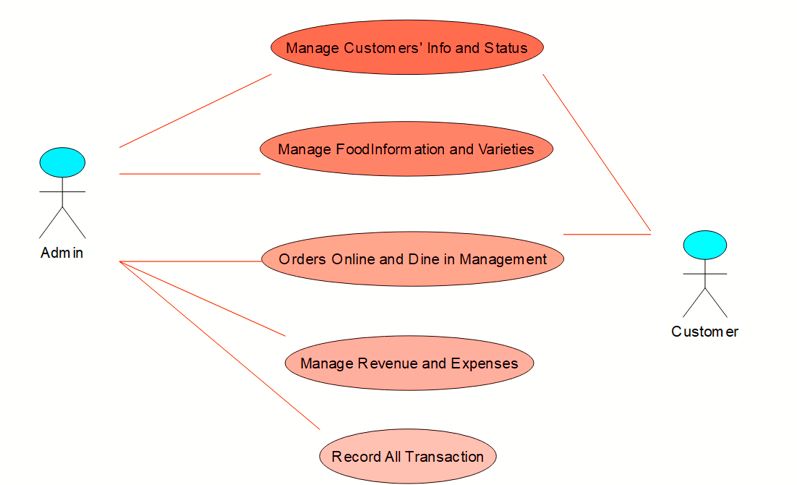 Manage Customers' Info and Status
Manage FoodInformation and Varieties
Admin
Orders Online and Dine in Management
Customer
Manage Revenue and Expenses
Record All Transaction